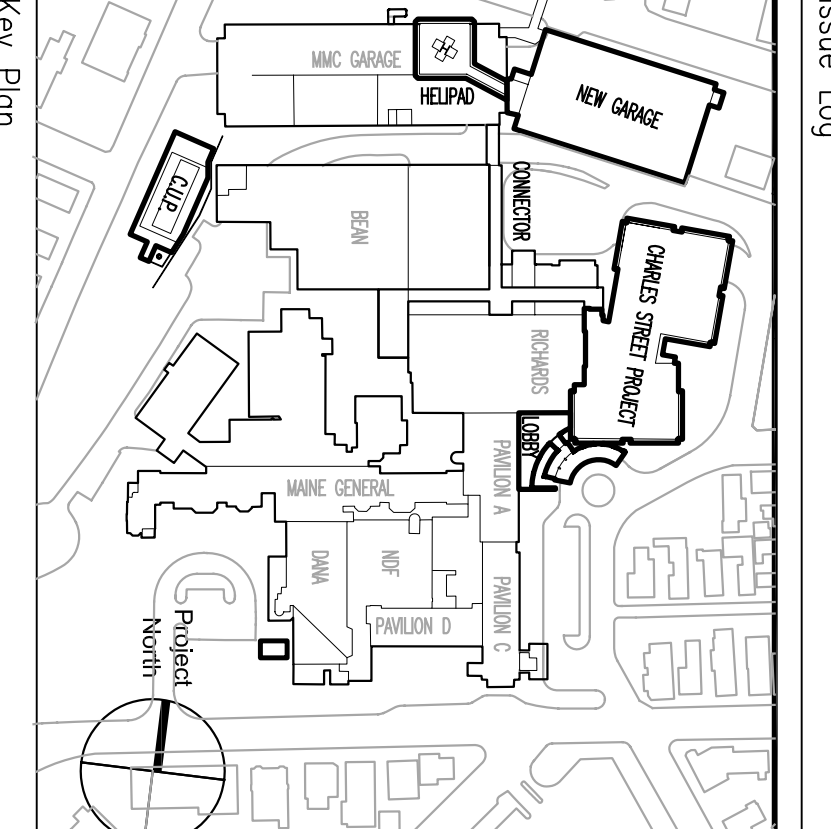 Key Plan
Issue Log
MMC GARAGE
HELIPAD
NEW GARAGE
C.U.P.
BEAN
CONNECTOR
CHARLES STREET PROJECT
RICHARDS
LOBBY
PAVILION A
MAINE GENERAL
DANA
NDF
PAVILION C
PAVILION D
Project
North